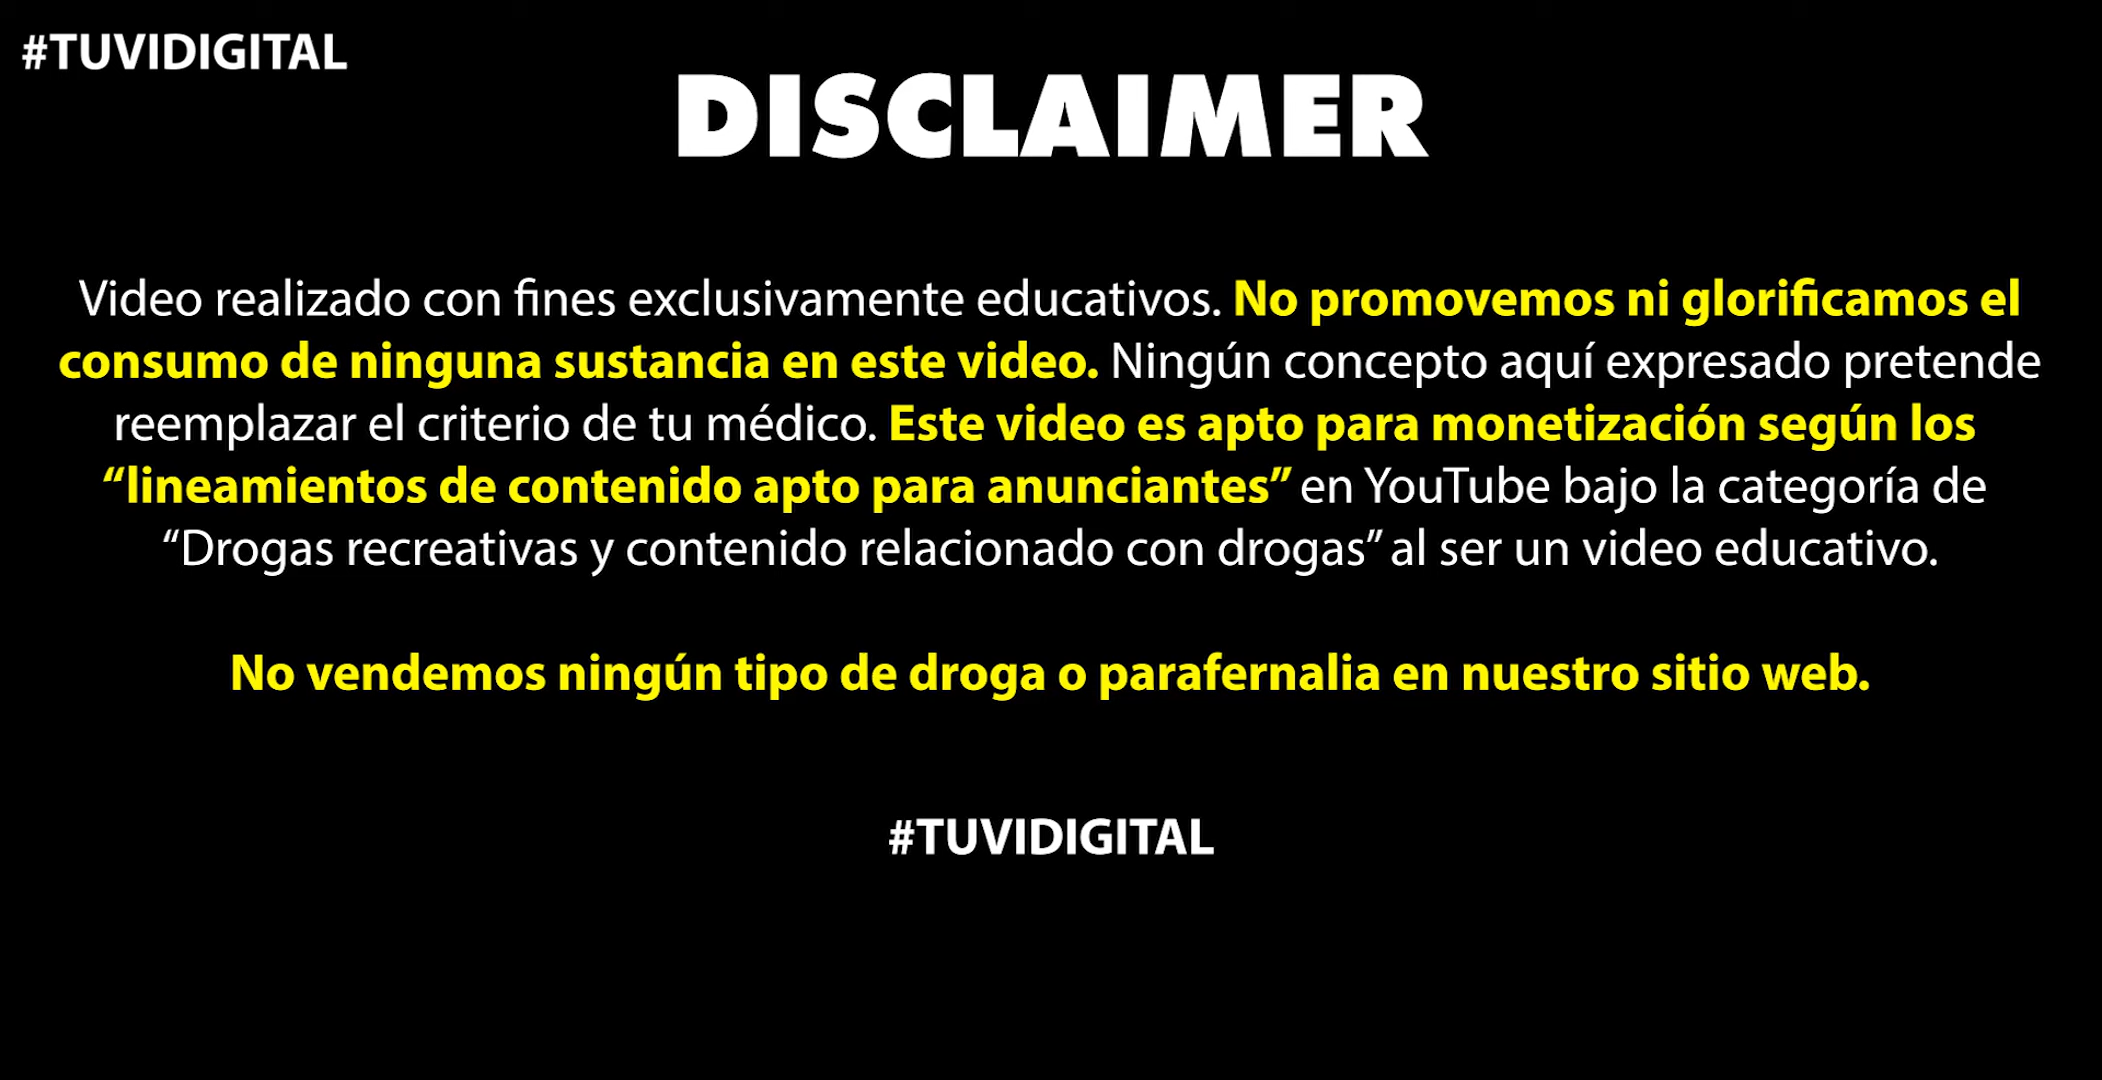 #TUVIDIGITAL
DISCLAIMER
Video realizado con fines exclusivamente educativos. No promovemos ni glorificamos el
consumo de ninguna sustancia en este video. Ningún concepto aquí expresado pretende
reemplazar el criterio de tu médico. Este video es apto para monetización según los
“lineamientos de contenido apto para anunciantes” en YouTube bajo la categoría de
“Drogas recreativas y contenido relacionado con drogas” al ser un video educativo.
No vendemos ningún tipo de droga o parafernalia en nuestro sitio web.
#TUVIDIGITAL